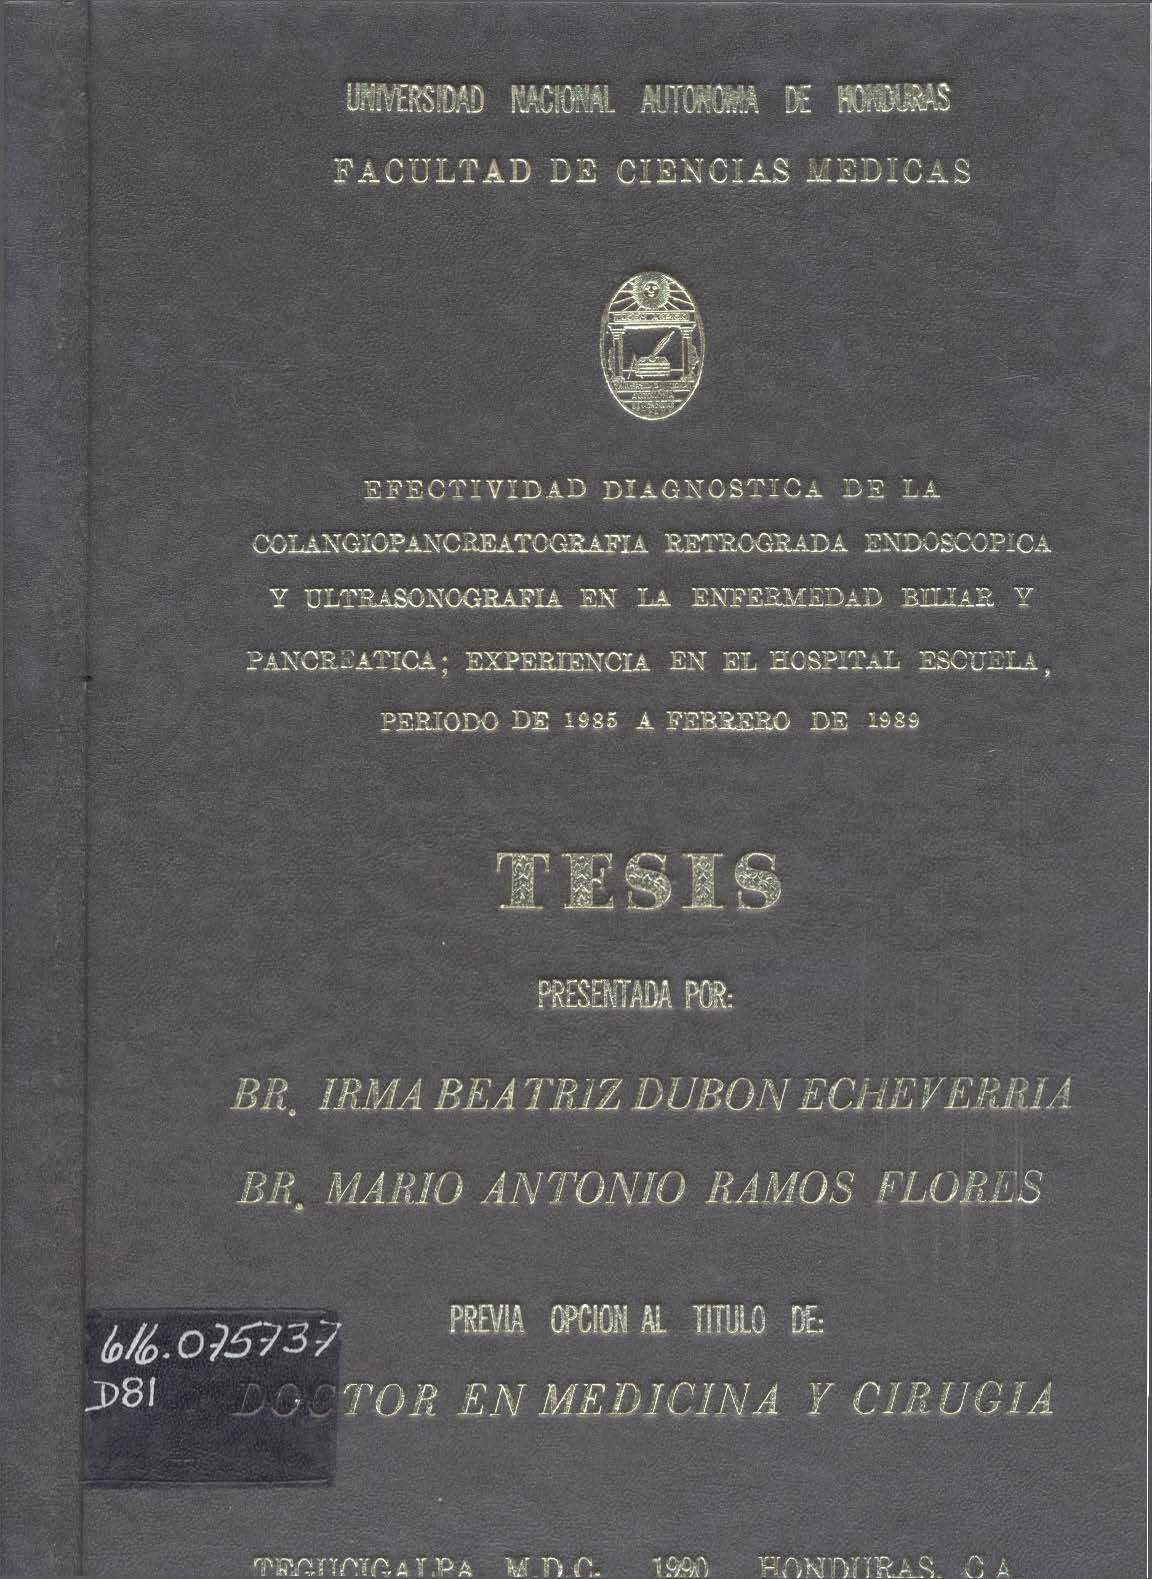 UNIVERSIDAD NACIONAL AUTONOMA DE HONDURAS
FACULTAD DE CIENCIAS MEDICAS
EFECTIVIDAD DIAGNOSTICA DE LA
COLANGIOPANCREATOGRAFIA RETROGRADA ENDOSCOPICA
Y ULTRASONOGRAFIA EN LA ENFERMEDAD BILIAR Y
PANCREATICA; EXPERIENCIA EN EL HOSPITAL ESCUELA,
PERIODO DE 1985 A FEBRERO DE 1989
TESIS
PRESENTADA POR:
BR. IRMA BEATRIZ DUBON ECHEVERRIA
BR. MARIO ANTONIO RAMOS FLORES
PREVIA OPCION AL TITULO DE:
616.075737
D81
DOCTOR EN MEDICINA Y CIRUGIA
TEGUCIGALPA M.D.C. 1990 HONDURAS, C.A